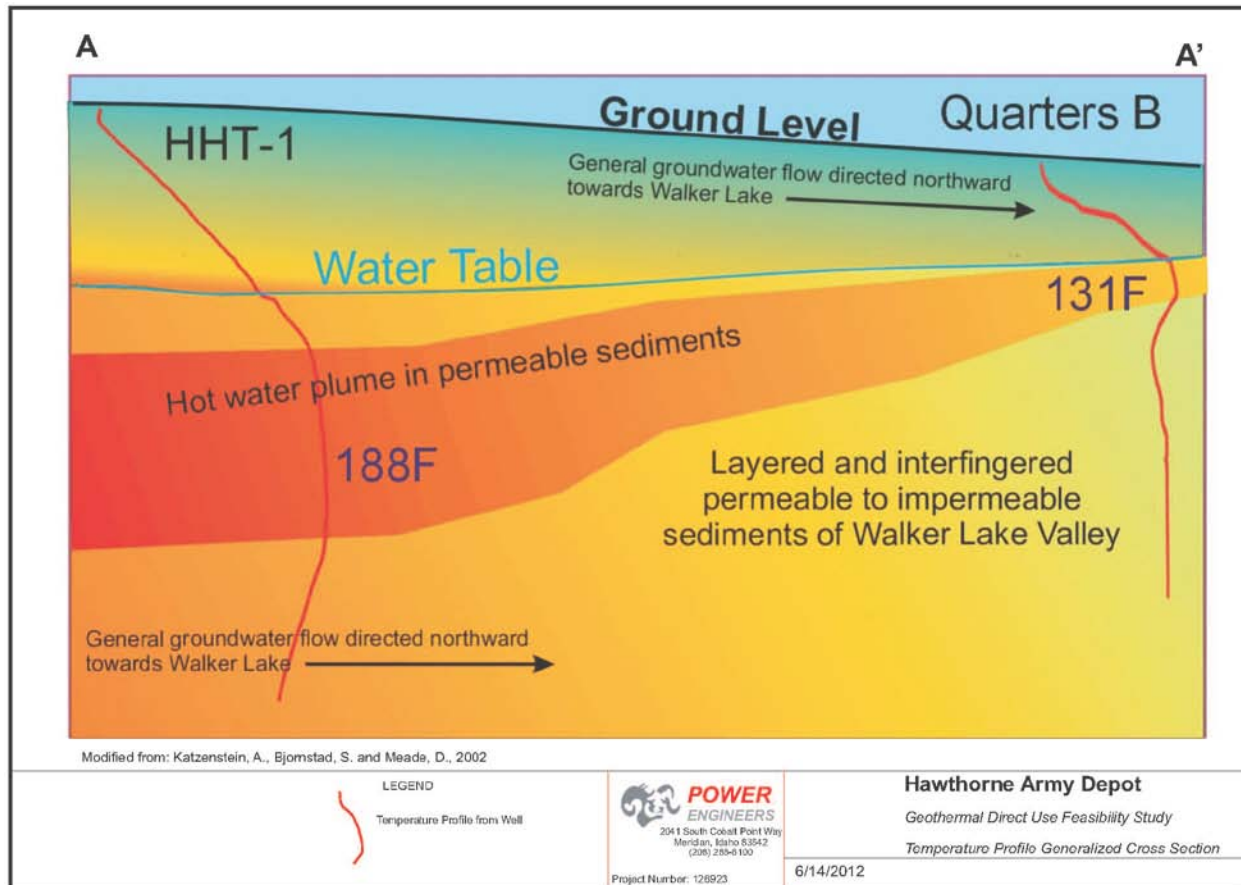 A
A'
Ground Level
Quarters B
HHT-1
General groundwater flow directed northward
towards Walker Lake
Water Table
131F
Hot water plume in permeable sediments
188F
Layered and interfingered
permeable to impermeable
sediments of Walker Lake Valley
General groundwater flow directed northward
towards Walker Lake
Modified from: Katzenstein, A., Bjornstad, S. and Meade, D., 2002
LEGEND
Temperature Profile from Well
POWER
ENGINEERS
2041 South Cobalt Point Way
Meridian, Idaho 83642
(208) 288-6100
Project Number: 126923
Hawthorne Army Depot
Geothermal Direct Use Feasibility Study
Temperature Profile Generalized Cross Section
6/14/2012